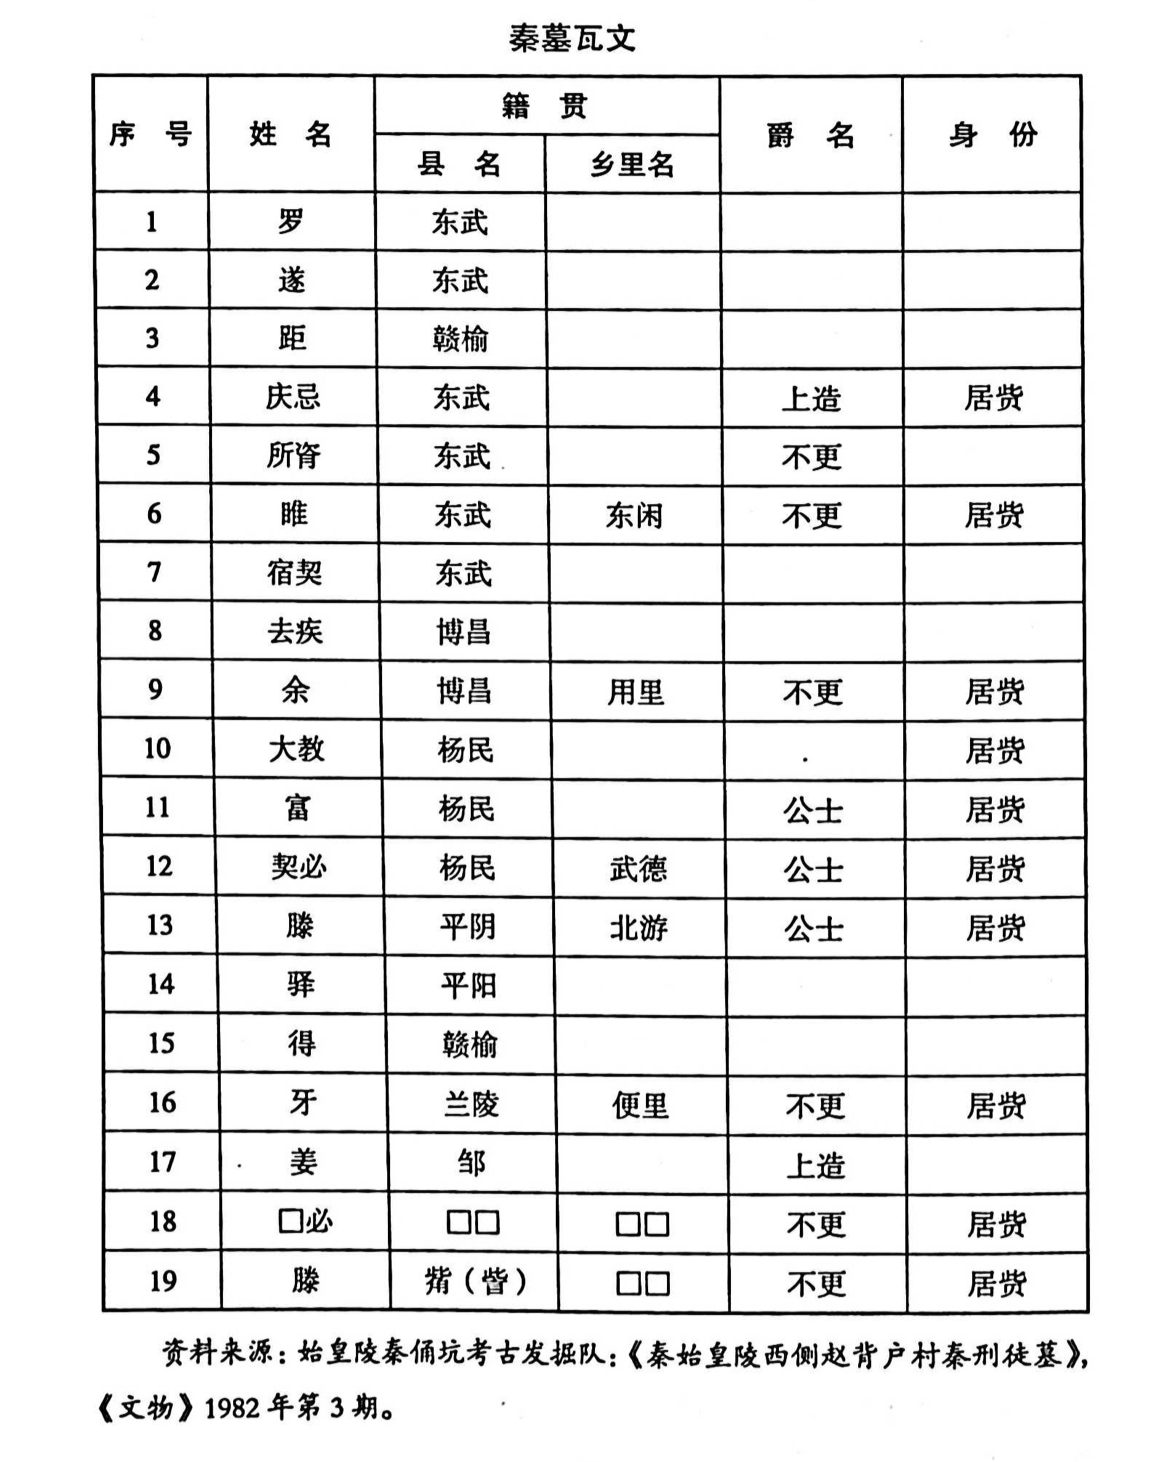 秦墓瓦文
序 号 姓 名 籍 贯 爵 名 身 份
县 名 乡里名
1 罗 东武
2 遂 东武
3 距 赣榆
4 庆忌 东武 上造 居赀
5 所 东武 不更
6 睢 东武 东闲 不更 居赀
7 宿契 东武
8 去疾 博昌
9 余 博昌 用里 不更 居赀
10 大教 杨民 居赀
11 富 杨民 公士 居赀
12 契必 杨民 武德 公士 居赀
13 滕 平阴 北游 公士 居赀
14 驿 平阳
15 得 赣榆
16 牙 兰陵 便里 不更 居赀
17 姜 邹 上造
18 □必 □□ □□ 不更 居赀
19 滕 觜（訾） □□ 不更 居赀
资料来源：始皇陵秦俑坑考古发掘队：《秦始皇陵西侧赵背户村秦刑徒墓》，
《文物》1982年第3期。